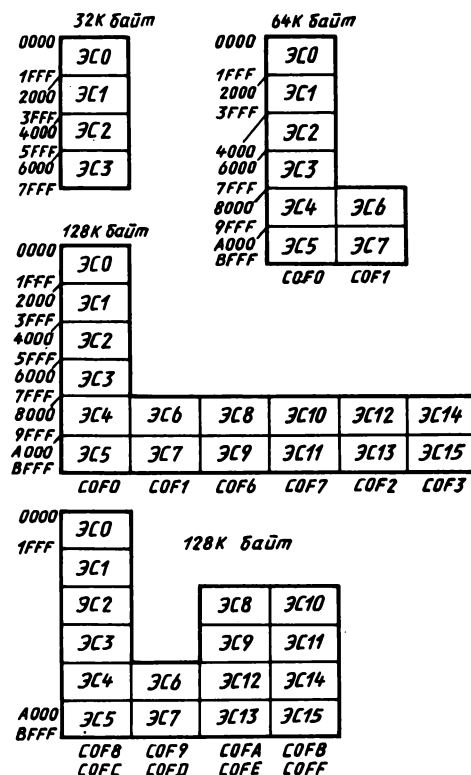 32К байт
64К байт
0000
ЭС0
1FFF
2000
ЭС1
3FFF
4000
ЭС2
5FFF
6000
ЭС3
7FFF
0000
ЭС0
1FFF
2000
ЭС1
3FFF
ЭС2
4000
6000
ЭС3
7FFF
8000
ЭС4
ЭС6
9FFF
A000
ЭС5
ЭС7
BFFF
C0F0
C0F1
128К байт
0000
ЭС0
1FFF
2000
ЭС1
3FFF
4000
ЭС2
5FFF
6000
ЭС3
7FFF
8000
ЭС4
ЭС6
ЭС8
ЭС10
ЭС12
ЭС14
9FFF
A000
ЭС5
ЭС7
ЭС9
ЭС11
ЭС13
ЭС15
BFFF
C0F0
C0F1
C0F6
C0F7
C0F2
C0F3
128К байт
0000
ЭС0
1FFF
ЭС1
ЭС2
ЭС8
ЭС10
ЭС3
ЭС9
ЭС11
ЭС4
ЭС6
ЭС12
ЭС14
A000
ЭС5
ЭС7
ЭС13
ЭС15
BFFF
C0F8
C0F9
C0FA
C0FB
C0FC
C0FD
C0FE
C0FF